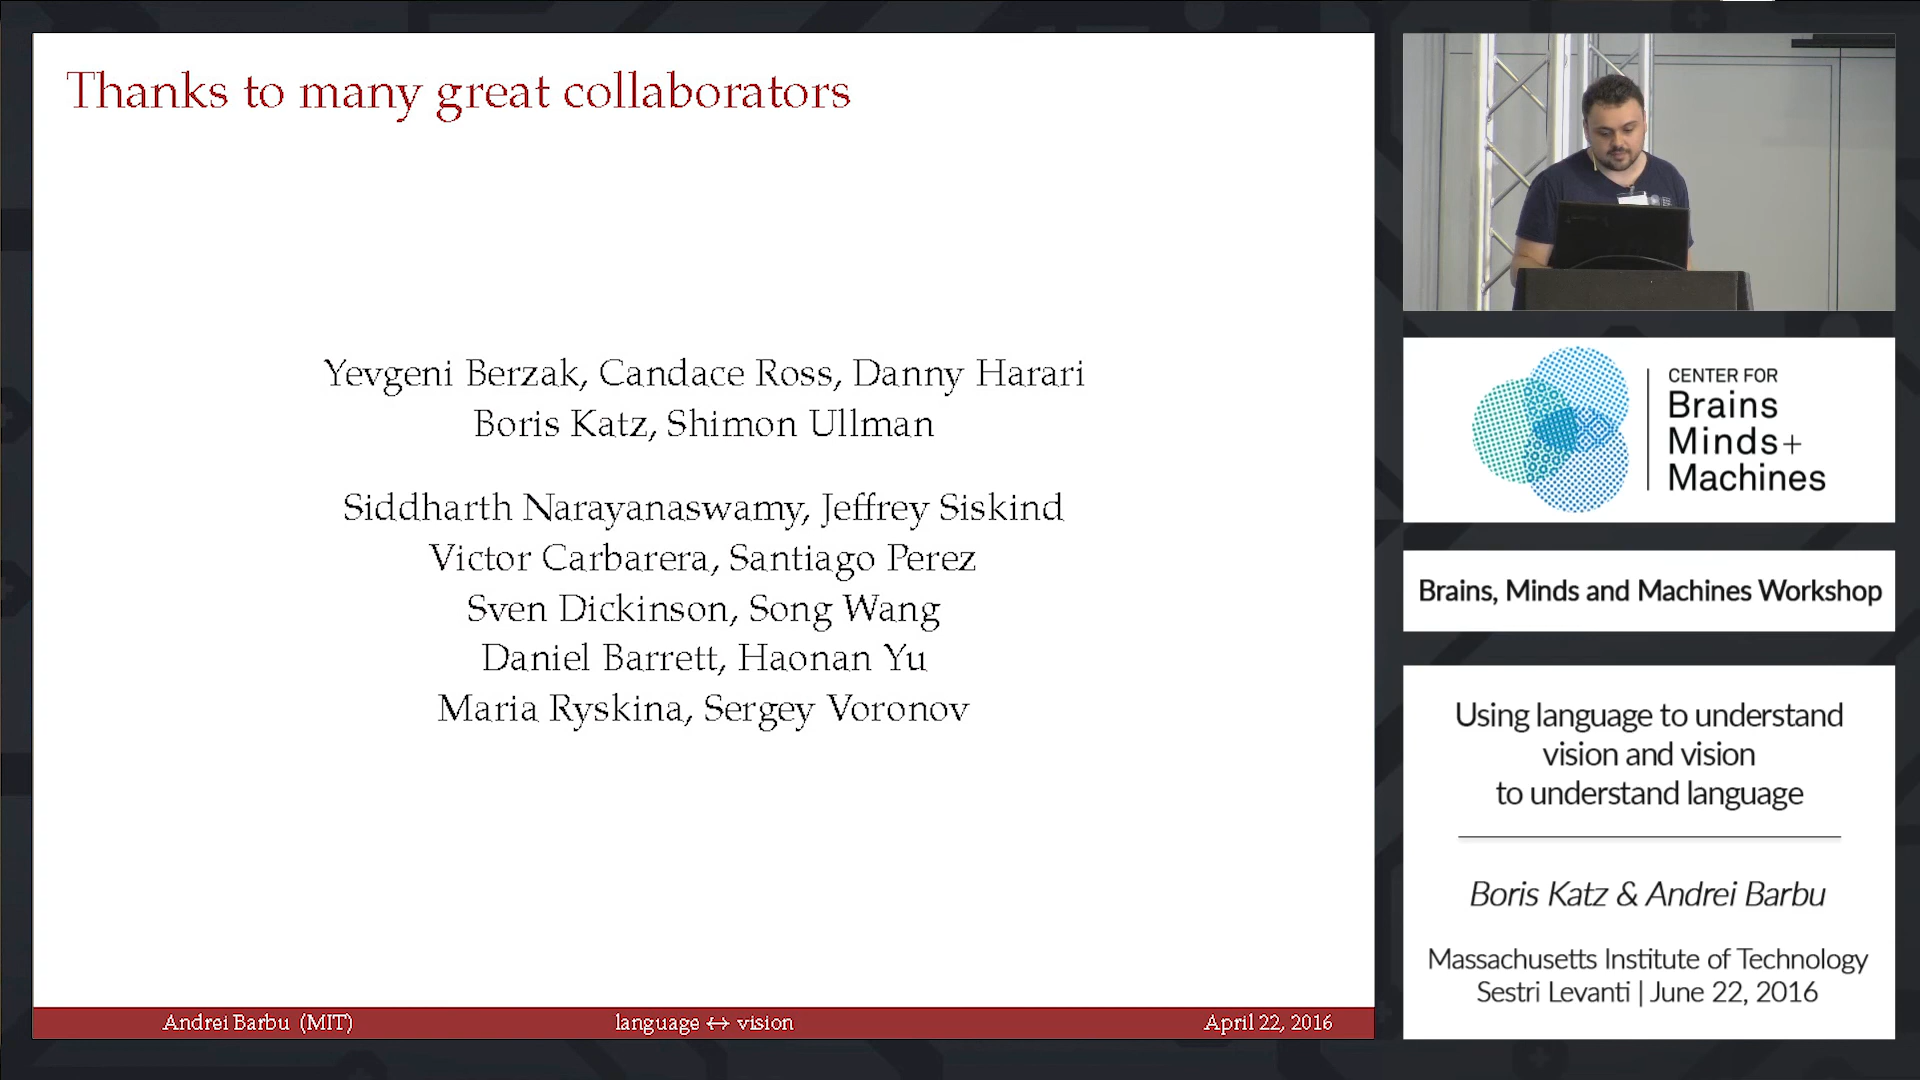 Thanks to many great collaborators
Yevgeni Berzak, Candace Ross, Danny Harari
Boris Katz, Shimon Ullman
Siddharth Narayanaswamy, Jeffrey Siskind
Victor Carbarera, Santiago Perez
Sven Dickinson, Song Wang
Daniel Barrett, Haonan Yu
Maria Ryskina, Sergey Voronov
Andrei Barbu (MIT) language ↔ vision April 22, 2016
CENTER FOR
Brains
Minds+
Machines
Brains, Minds and Machines Workshop
Using language to understand
vision and vision
to understand language
Boris Katz & Andrei Barbu
Massachusetts Institute of Technology
Sestri Levanti | June 22, 2016